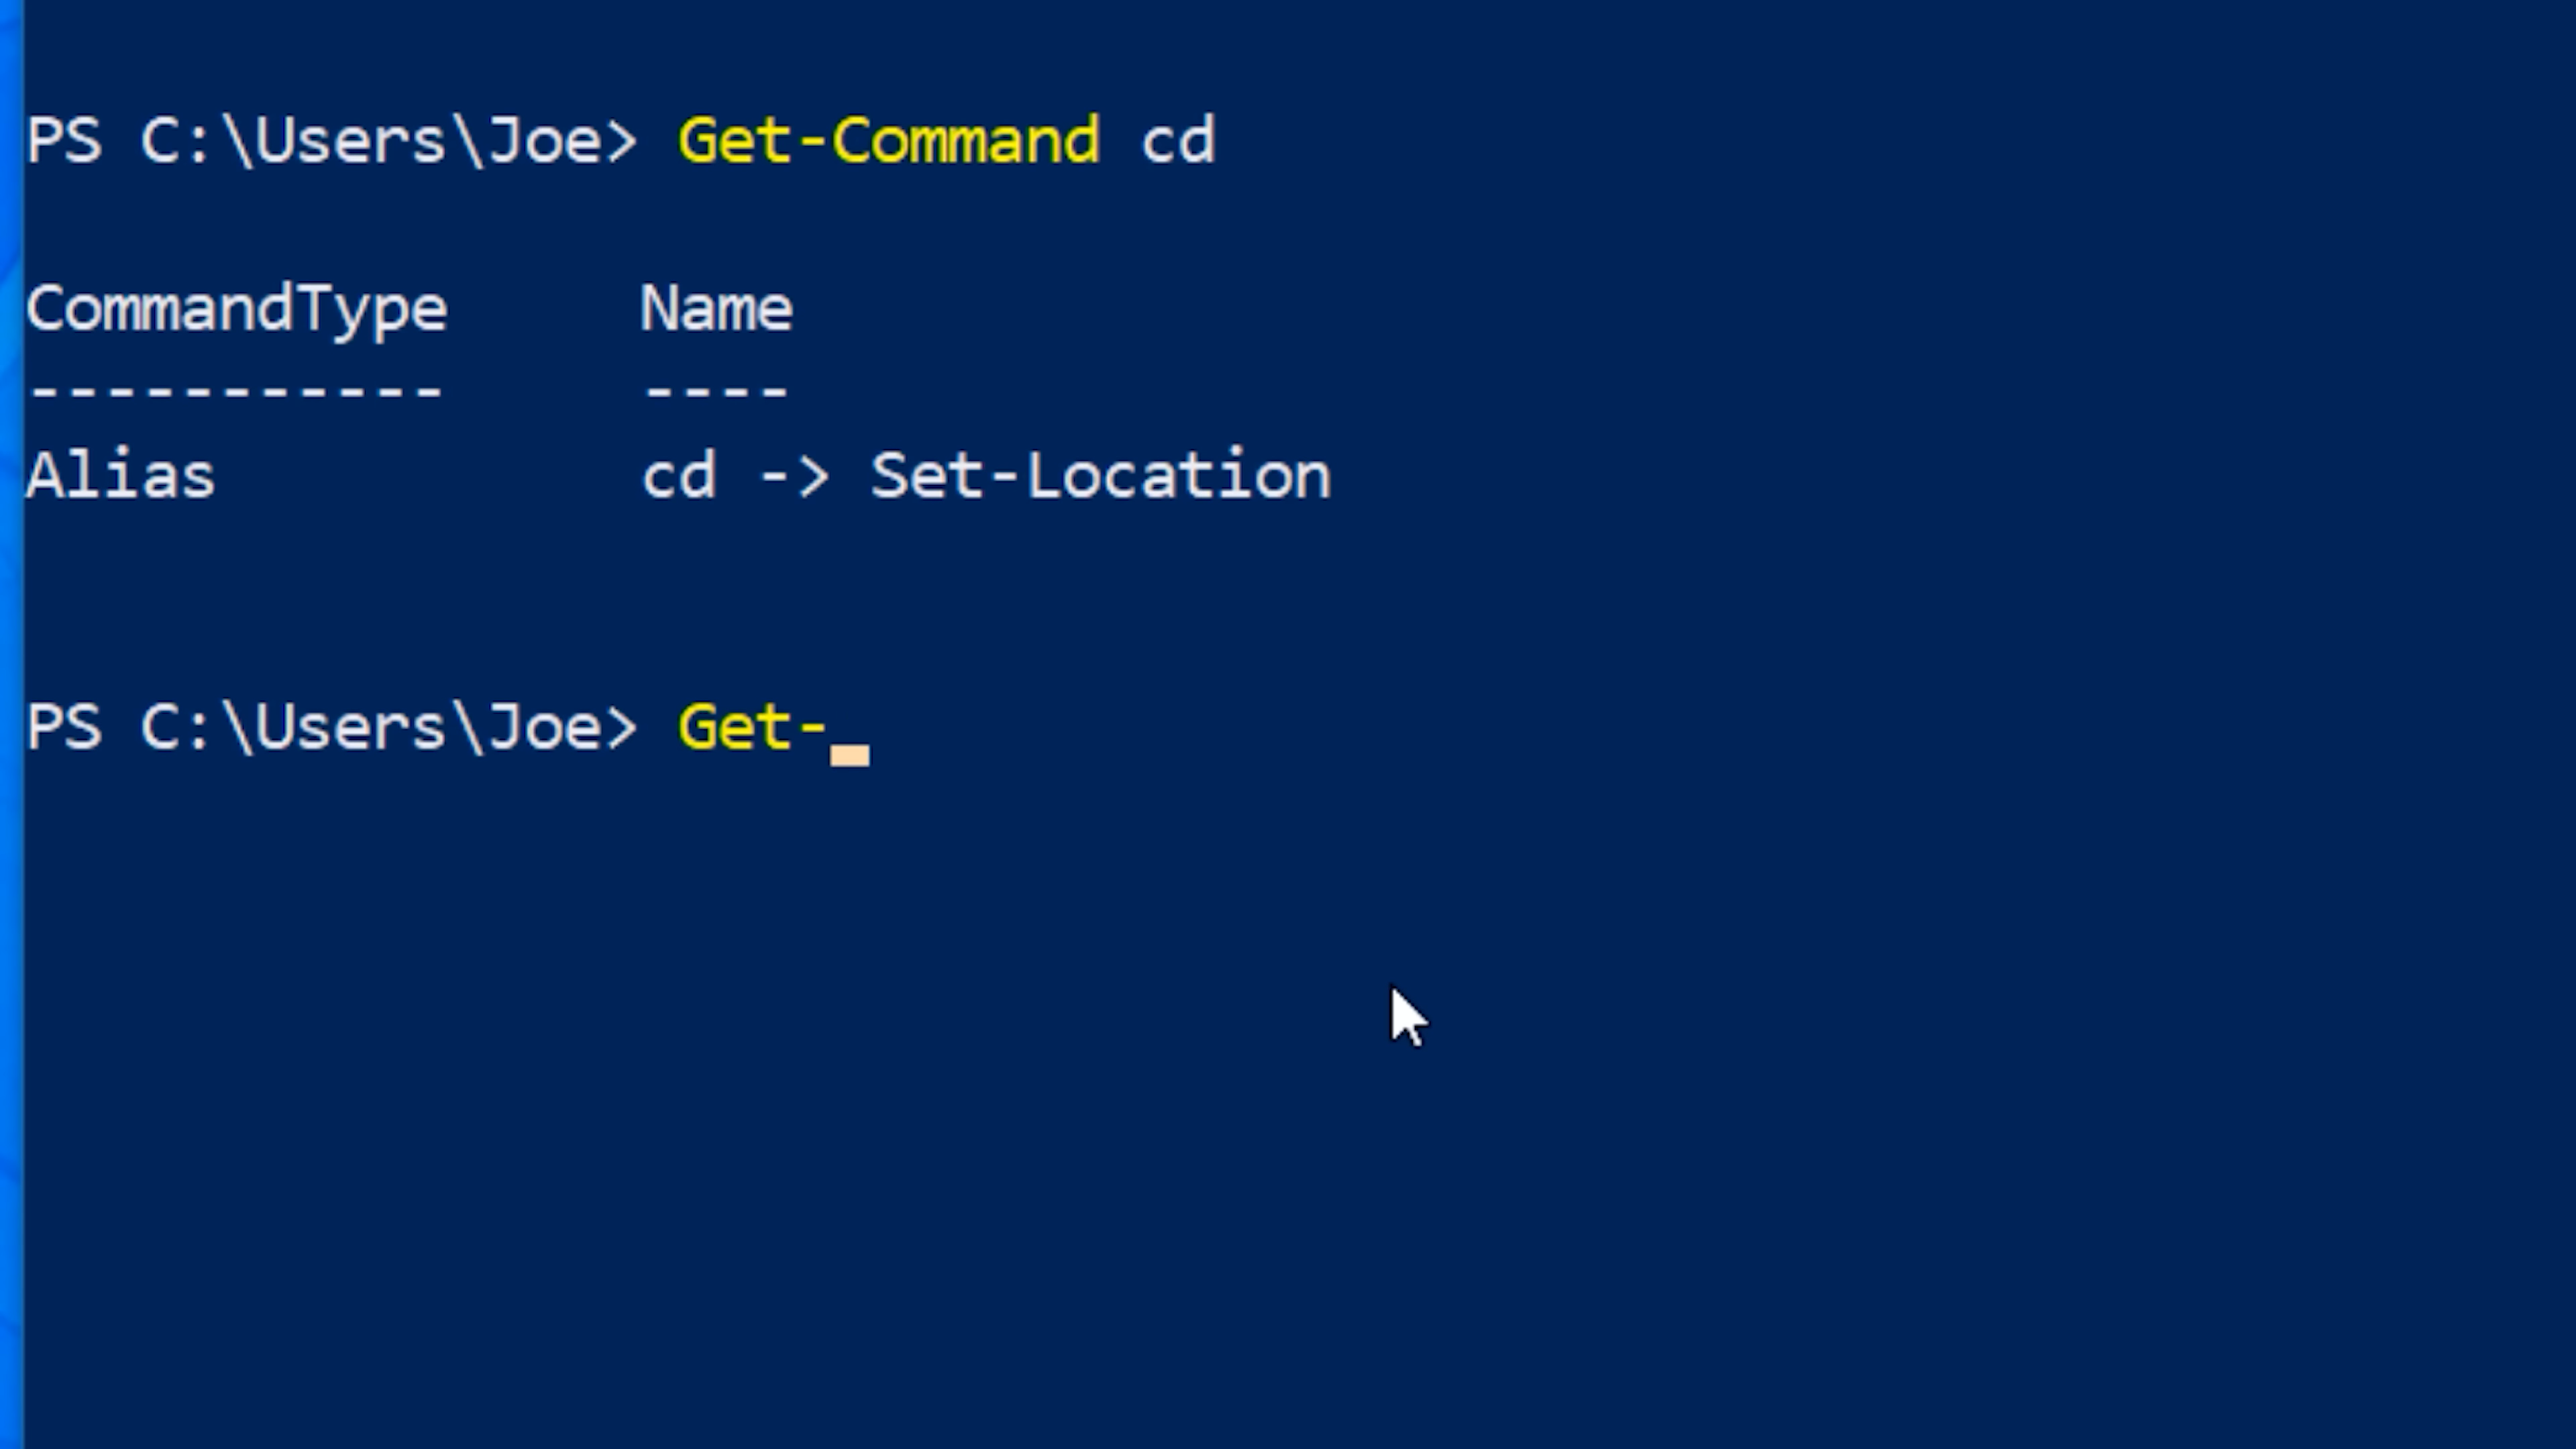 PS C:\Users\Joe> Get-Command cd
CommandType     Name
-----------     ----
Alias           cd -> Set-Location
PS C:\Users\Joe> Get-